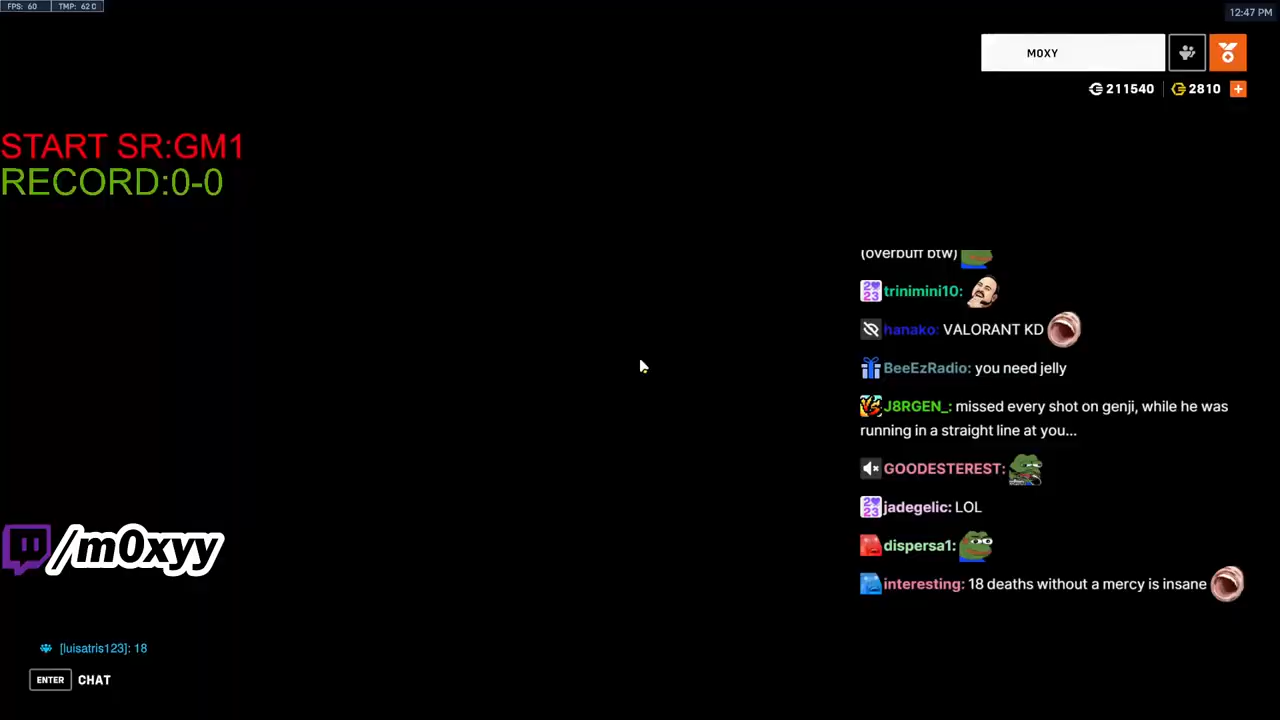 FPS: 60
TMP: 62 C
12:47 PM
MOXY
211540
2810
START SR:GM1
RECORD:0-0
(overbuff btw)
trinimini10:
hanako: VALORANT KD
BeeEzRadio: you need jelly
J8RGEN_: missed every shot on genji, while he was
running in a straight line at you...
GOODESTEREST:
jadegelic: LOL
dispersa1:
interesting: 18 deaths without a mercy is insane
/m0xyy
[luisatris123]: 18
ENTER CHAT